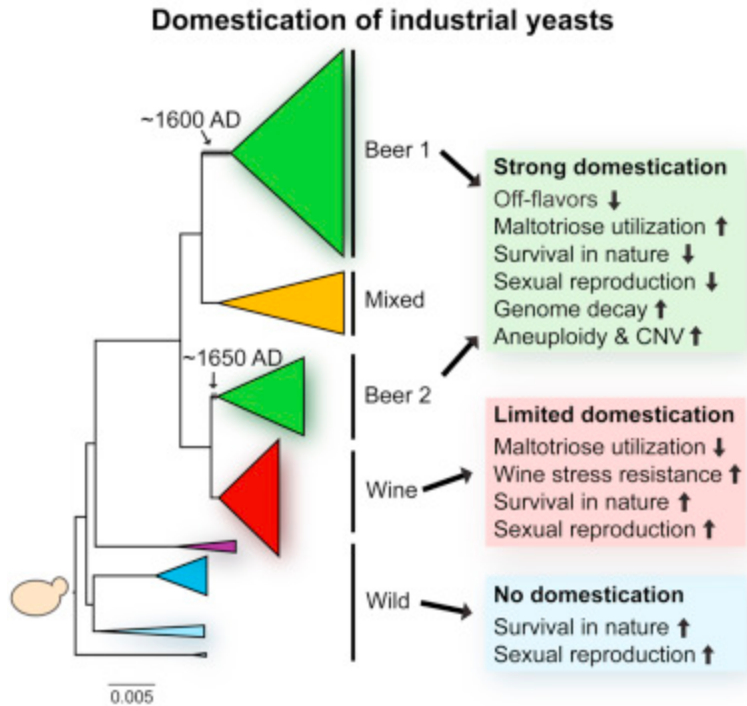 Domestication of industrial yeasts
~1600 AD
Beer 1
Mixed
~1650 AD
Beer 2
Wine
Wild
0.005
Strong domestication
Off-flavors ↓
Maltotriose utilization ↑
Survival in nature ↓
Sexual reproduction ↓
Genome decay ↑
Aneuploidy & CNV ↑
Limited domestication
Maltotriose utilization ↓
Wine stress resistance ↑
Survival in nature ↑
Sexual reproduction ↑
No domestication
Survival in nature ↑
Sexual reproduction ↑